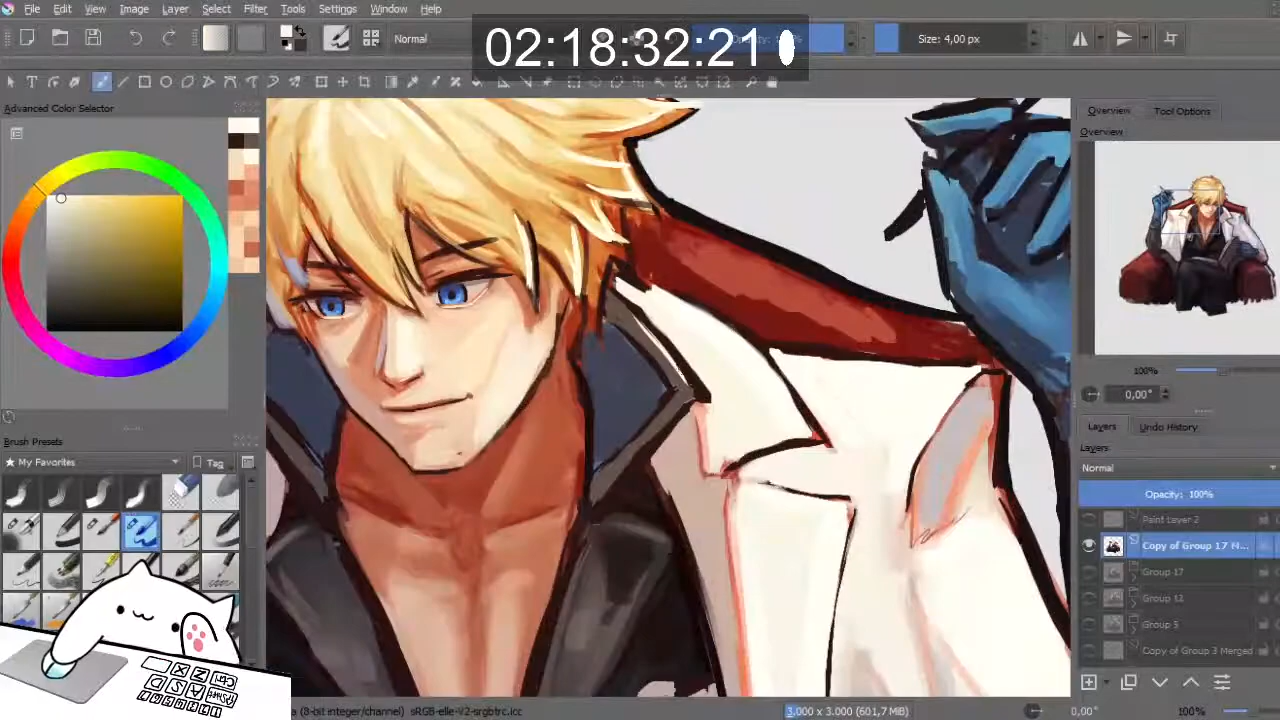 File Edit View Image Layer Select Filter Tools Settings Window Help
Normal
02:18:32:21
Size: 4,00 px
Advanced Color Selector
Overview Tool Options
Overview
100%
0,00°
Layers Undo History
Layers
Normal
Opacity: 100%
Paint Layer 2
Copy of Group 17 M...
Group 17
Group 12
Group 5
Copy of Group 3 Merged
Brush Presets
My Favorites
Tag
(8-bit integer/channel) sRGB-elle-V2-srgbtrc.icc
3.000 x 3.000 (601,7 MiB)
0,00°
100%